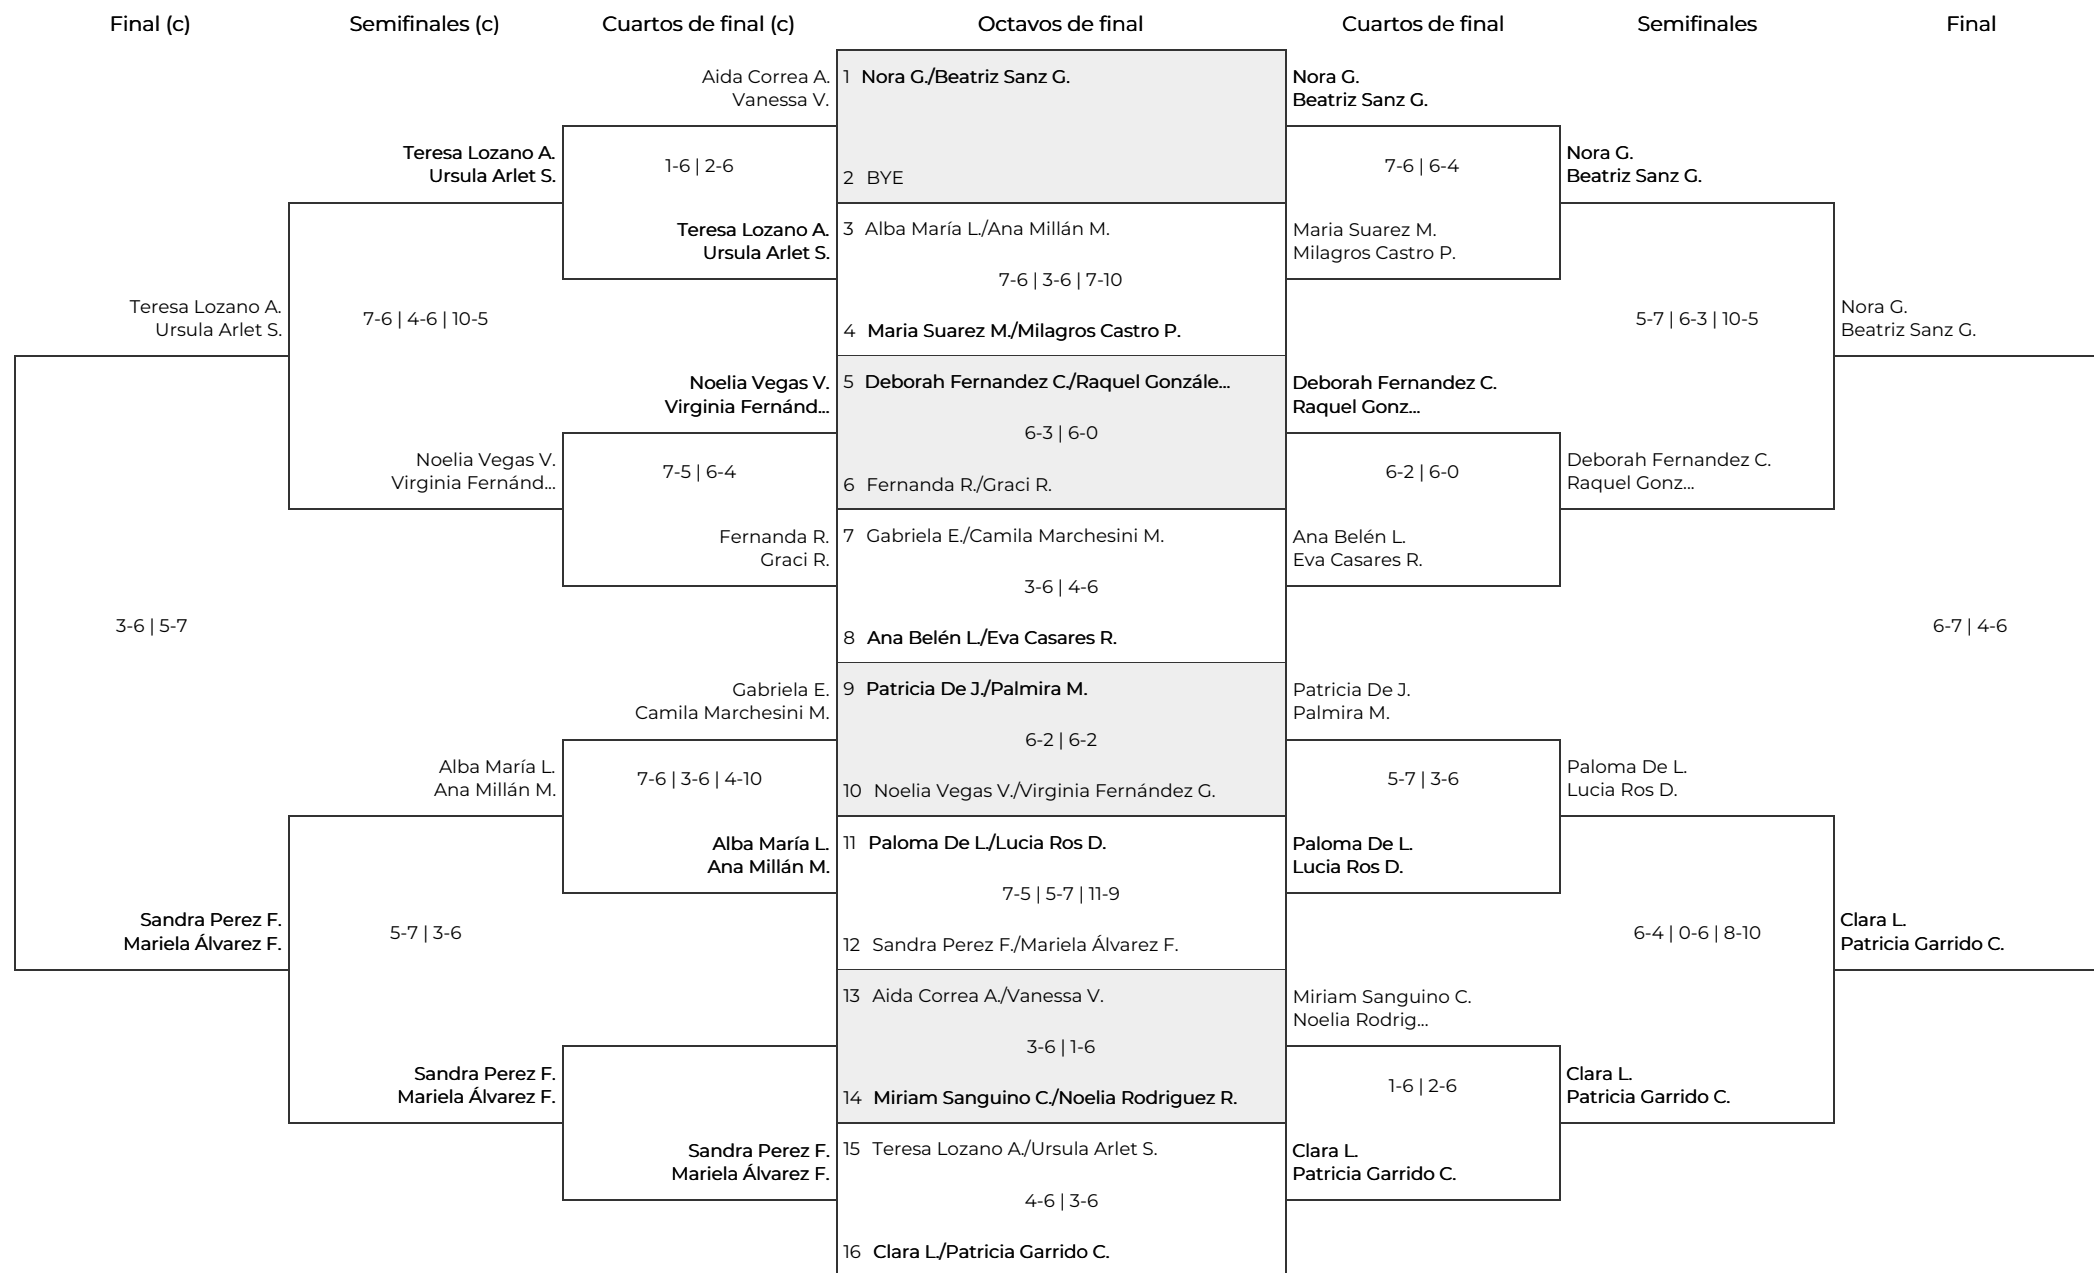 Final (c)
Semifinales (c)
Cuartos de final (c)
Octavos de final
Cuartos de final
Semifinales
Final
Aida Correa A.
Vanessa V.
1-6 | 2-6
Teresa Lozano A.
Ursula Arlet S.
Noelia Vegas V.
Virginia Fernánd...
7-5 | 6-4
Fernanda R.
Graci R.
Gabriela E.
Camila Marchesini M.
7-6 | 3-6 | 4-10
Alba María L.
Ana Millán M.
Sandra Perez F.
Mariela Álvarez F.
Teresa Lozano A.
Ursula Arlet S.
7-6 | 4-6 | 10-5
Noelia Vegas V.
Virginia Fernánd...
Alba María L.
Ana Millán M.
5-7 | 3-6
Sandra Perez F.
Mariela Álvarez F.
Teresa Lozano A.
Ursula Arlet S.
3-6 | 5-7
Sandra Perez F.
Mariela Álvarez F.
1 Nora G./Beatriz Sanz G.
2 BYE
3 Alba María L./Ana Millán M.
7-6 | 3-6 | 7-10
4 Maria Suarez M./Milagros Castro P.
5 Deborah Fernandez C./Raquel Gonzále...
6-3 | 6-0
6 Fernanda R./Graci R.
7 Gabriela E./Camila Marchesini M.
3-6 | 4-6
8 Ana Belén L./Eva Casares R.
9 Patricia De J./Palmira M.
6-2 | 6-2
10 Noelia Vegas V./Virginia Fernández G.
11 Paloma De L./Lucia Ros D.
7-5 | 5-7 | 11-9
12 Sandra Perez F./Mariela Álvarez F.
13 Aida Correa A./Vanessa V.
3-6 | 1-6
14 Miriam Sanguino C./Noelia Rodriguez R.
15 Teresa Lozano A./Ursula Arlet S.
4-6 | 3-6
16 Clara L./Patricia Garrido C.
Nora G.
Beatriz Sanz G.
7-6 | 6-4
Maria Suarez M.
Milagros Castro P.
Deborah Fernandez C.
Raquel Gonz...
6-2 | 6-0
Ana Belén L.
Eva Casares R.
Patricia De J.
Palmira M.
5-7 | 3-6
Paloma De L.
Lucia Ros D.
Miriam Sanguino C.
Noelia Rodrig...
1-6 | 2-6
Clara L.
Patricia Garrido C.
Nora G.
Beatriz Sanz G.
5-7 | 6-3 | 10-5
Deborah Fernandez C.
Raquel Gonz...
Paloma De L.
Lucia Ros D.
6-4 | 0-6 | 8-10
Clara L.
Patricia Garrido C.
Nora G.
Beatriz Sanz G.
6-7 | 4-6
Clara L.
Patricia Garrido C.